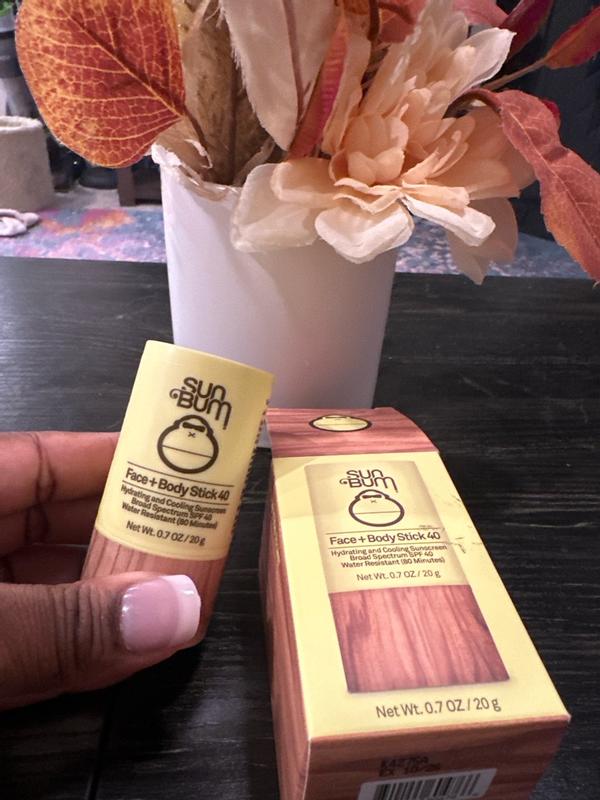 SUN
BUM
Face + Body Stick 40
Hydrating and Cooling Sunscreen
Broad Spectrum SPF 40
Water Resistant (80 Minutes)
Net Wt. 0.7 OZ / 20 g
SUN
BUM
Face + Body Stick 40
Hydrating and Cooling Sunscreen
Broad Spectrum SPF 40
Water Resistant (80 Minutes)
Net Wt. 0.7 OZ / 20 g
Net Wt. 0.7 OZ / 20 g